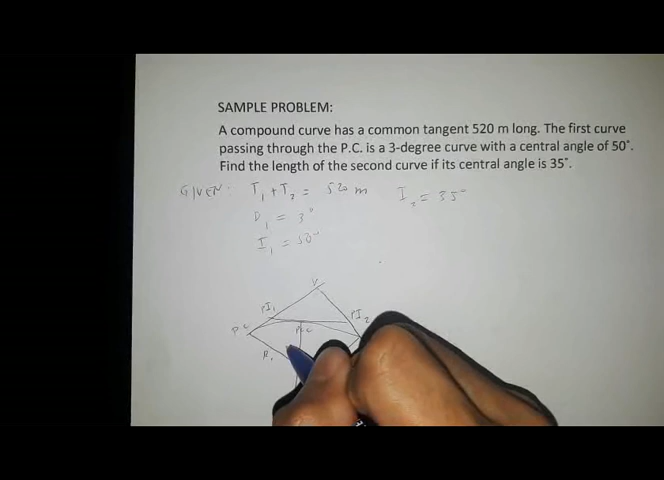 SAMPLE PROBLEM:
A compound curve has a common tangent 520 m long. The first curve
passing through the P.C. is a 3-degree curve with a central angle of 50°.
Find the length of the second curve if its central angle is 35°.
GIVEN: T₁ + T₂ = 520 m I₂ = 35°
D₁ = 3°
I₁ = 50°
V
PI₁
PI₂
PC
PCC
R₁